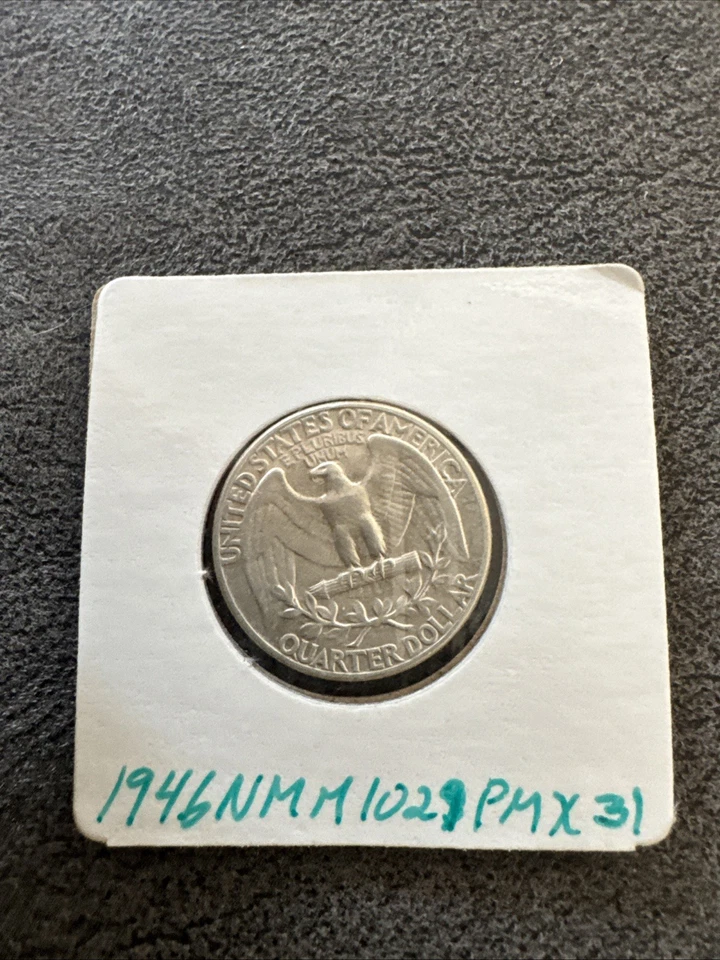 UNITED STATES OF AMERICA
E PLURIBUS
UNUM
QUARTER DOLLAR
1946NMM1029PMX31